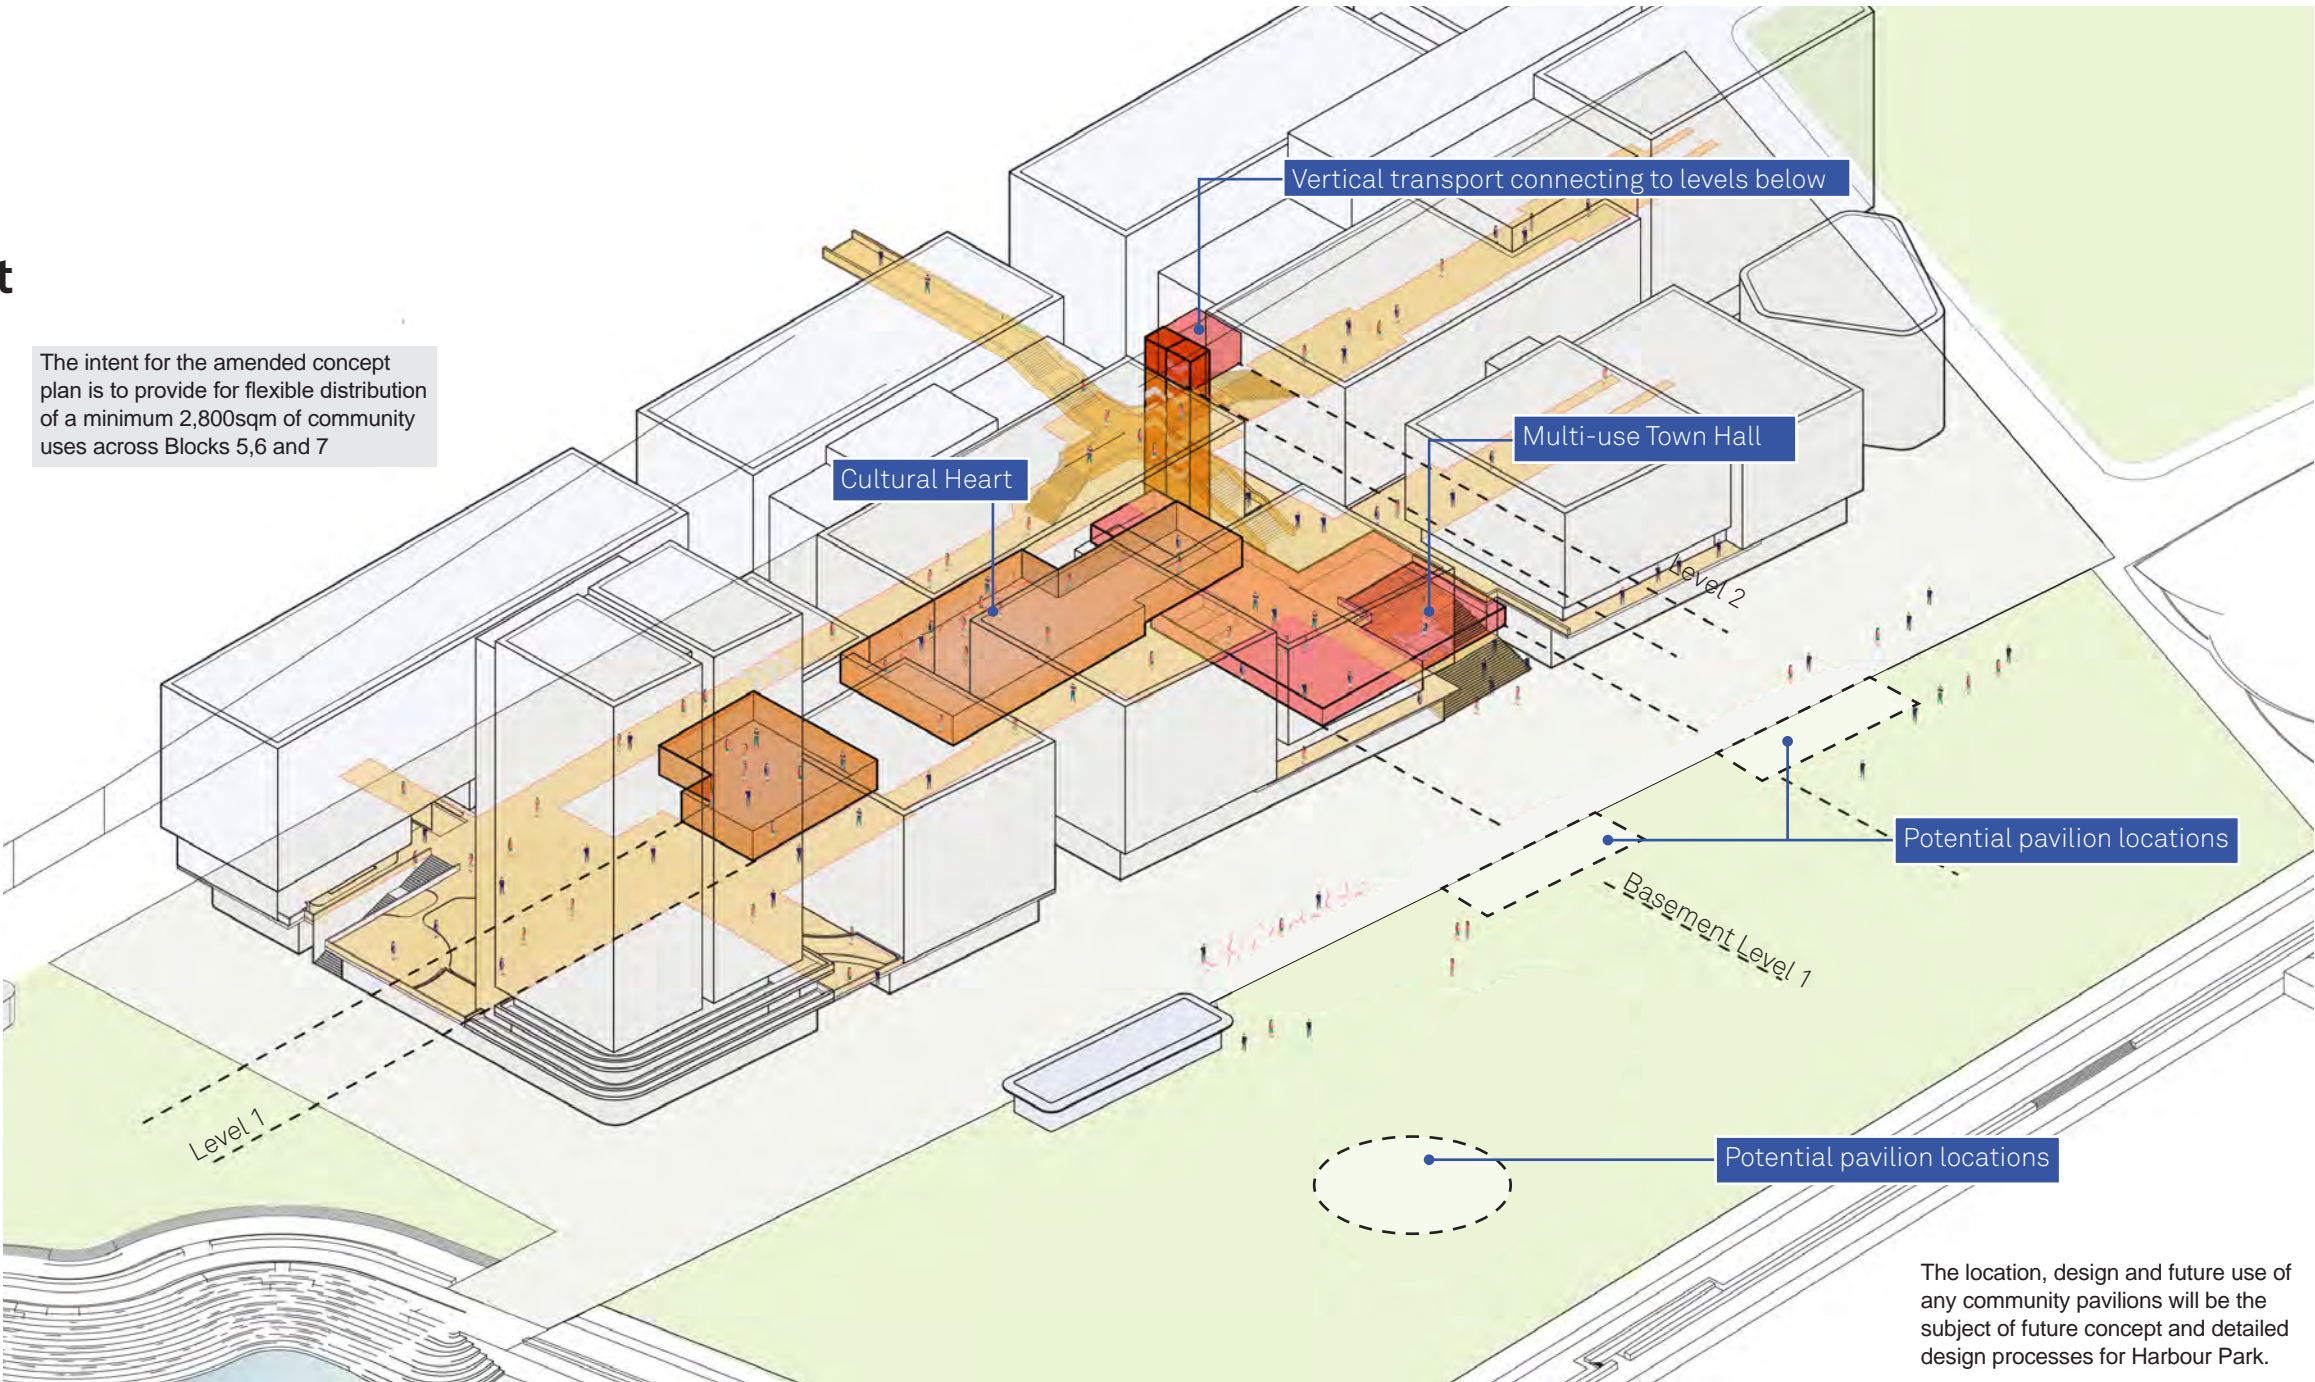 t
The intent for the amended concept
plan is to provide for flexible distribution
of a minimum 2,800sqm of community
uses across Blocks 5,6 and 7
Vertical transport connecting to levels below
Multi-use Town Hall
Cultural Heart
Level 2
Potential pavilion locations
Basement Level 1
Level 1
Potential pavilion locations
The location, design and future use of
any community pavilions will be the
subject of future concept and detailed
design processes for Harbour Park.